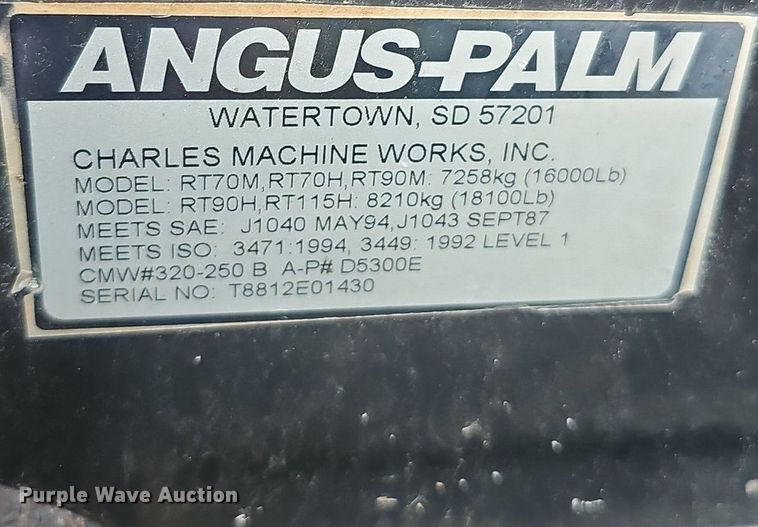 ANGUS-PALM
WATERTOWN, SD 57201
CHARLES MACHINE WORKS, INC.
MODEL: RT70M,RT70H,RT90M: 7258kg (16000Lb)
MODEL: RT90H,RT115H: 8210kg (18100Lb)
MEETS SAE: J1040 MAY94,J1043 SEPT87
MEETS ISO: 3471:1994, 3449: 1992 LEVEL 1
CMW#320-250 B A-P# D5300E
SERIAL NO: T8812E01430
Purple Wave Auction